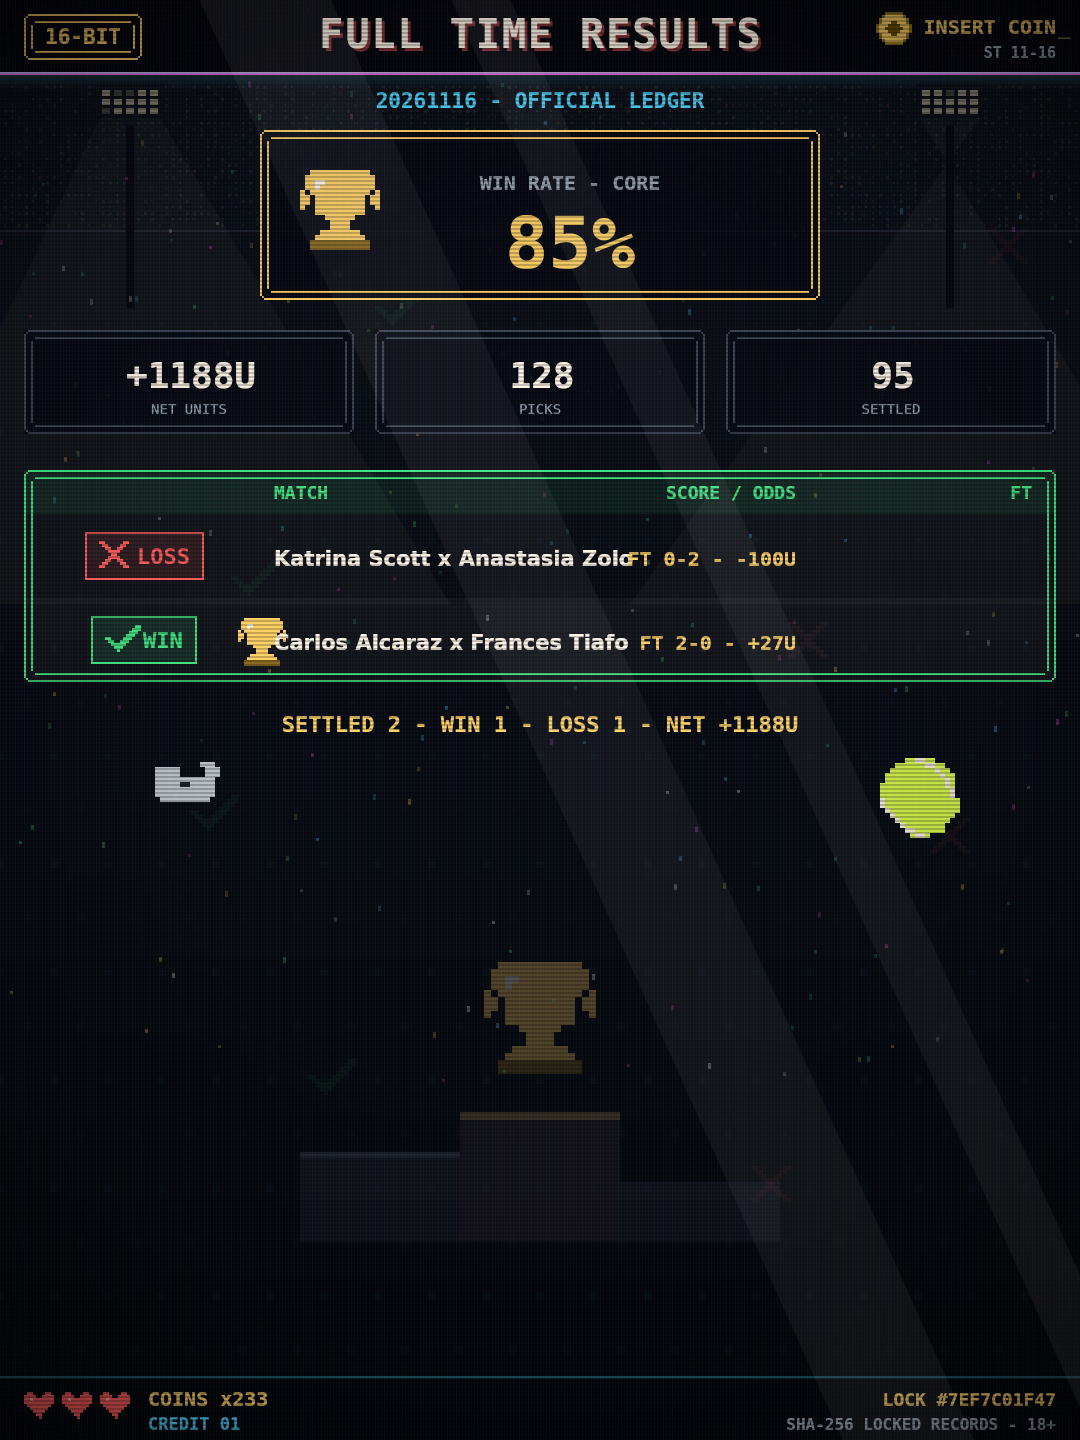 16-BIT
FULL TIME RESULTS
INSERT COIN_
ST 11-16
20261116 - OFFICIAL LEDGER
WIN RATE - CORE
85%
+1188U
NET UNITS
128
PICKS
95
SETTLED
MATCH SCORE / ODDS FT
LOSS Katrina Scott x Anastasia Zolo FT 0-2 - -100U
WIN Carlos Alcaraz x Frances Tiafo FT 2-0 - +27U
SETTLED 2 - WIN 1 - LOSS 1 - NET +1188U
COINS x233
CREDIT 01
LOCK #7EF7C01F47
SHA-256 LOCKED RECORDS - 18+